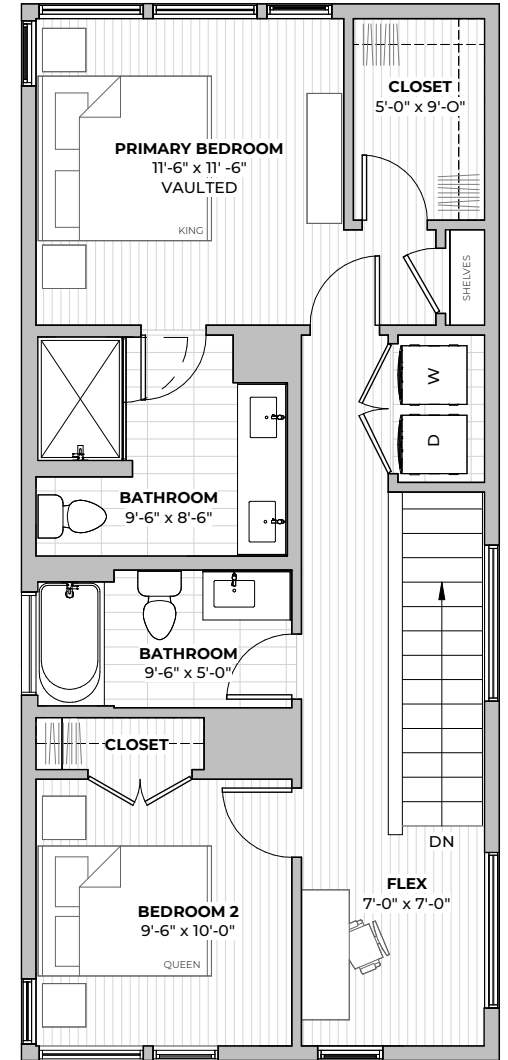 CLOSET
5'-0" x 9'-O"
PRIMARY BEDROOM
11'-6" x 11' -6"
VAULTED
KING
SHELVES
W
D
BATHROOM
9'-6" x 8'-6"
BATHROOM
9'-6" x 5'-0"
CLOSET
DN
FLEX
7'-0" x 7'-0"
BEDROOM 2
9'-6" x 10'-0"
QUEEN